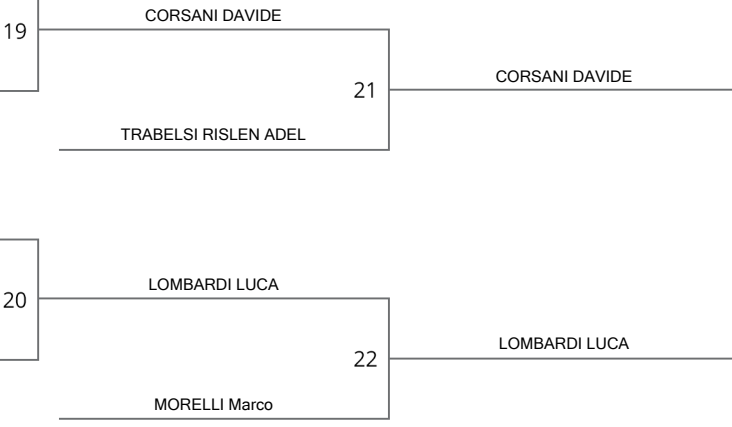 CORSANI DAVIDE
19
CORSANI DAVIDE
21
TRABELSI RISLEN ADEL
LOMBARDI LUCA
20
LOMBARDI LUCA
22
MORELLI Marco